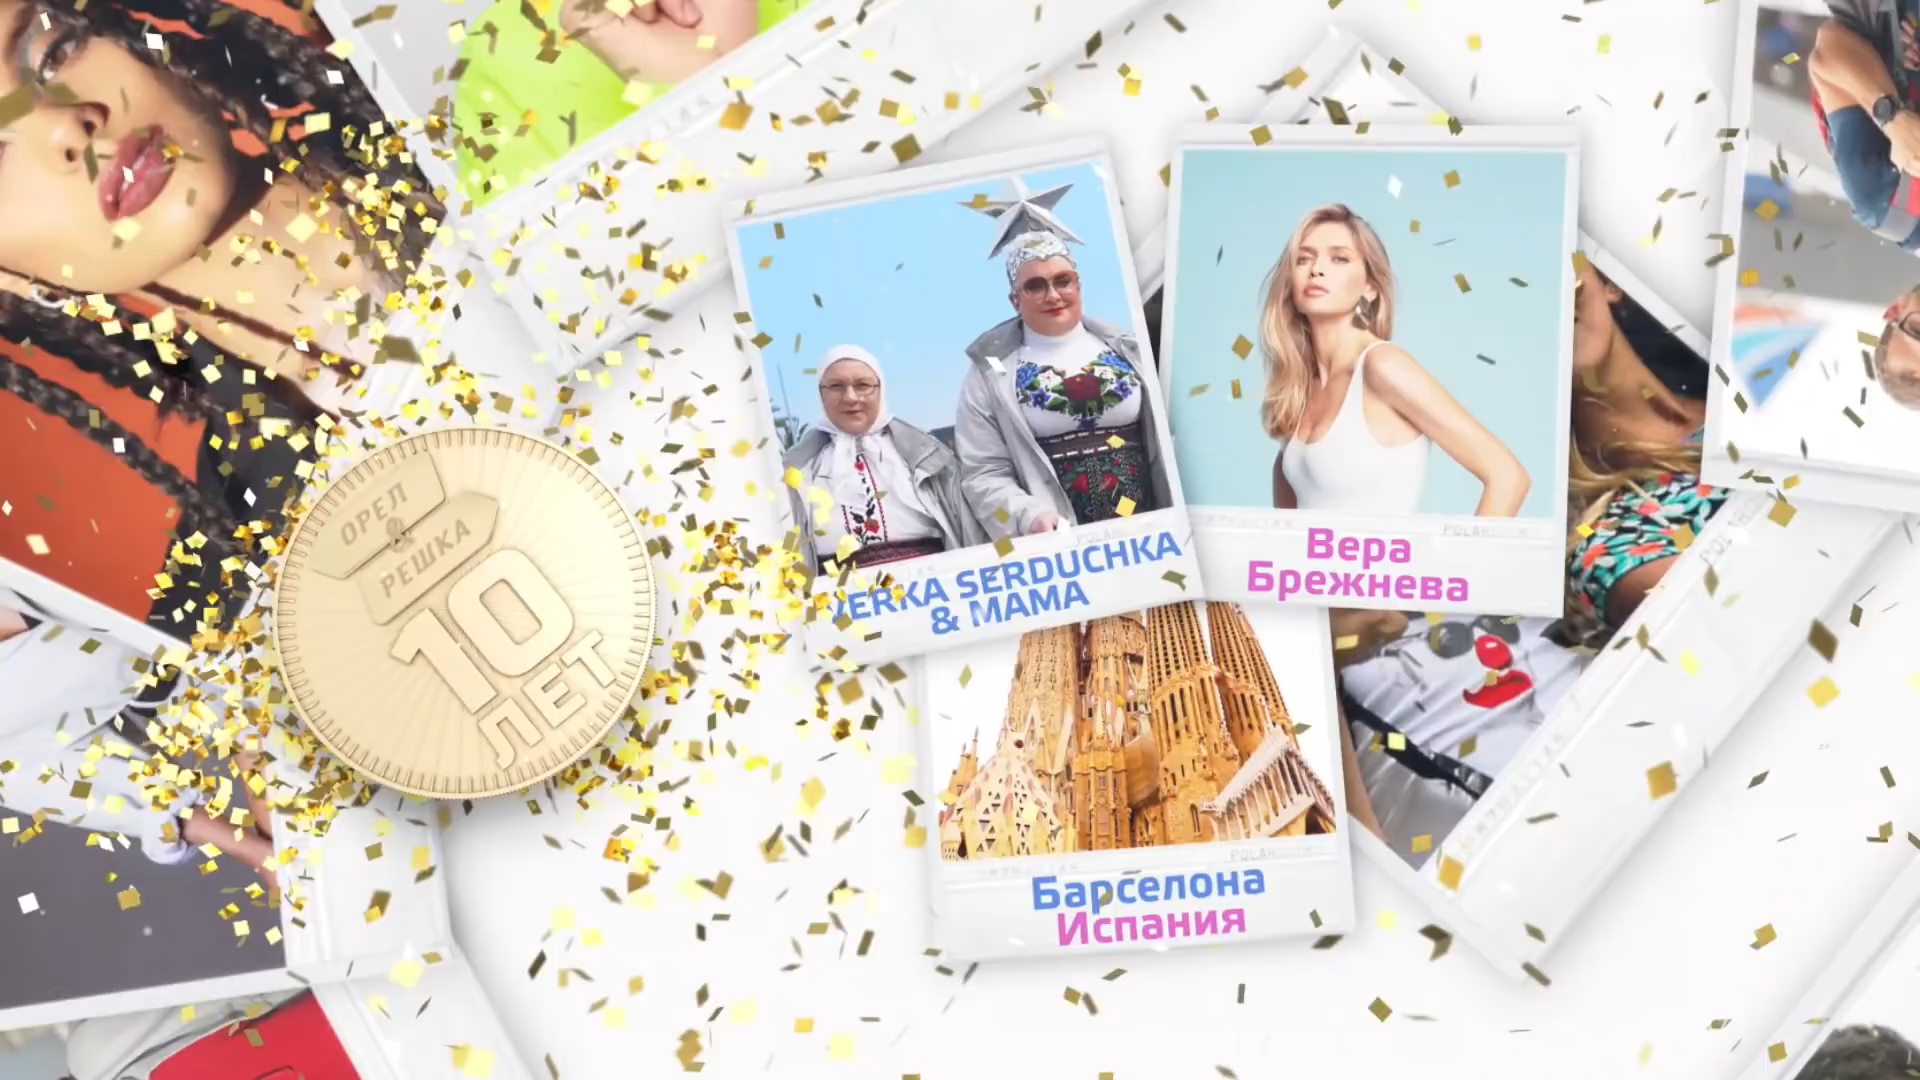 ОРЕЛ
&
РЕШКА
10
ЛЕТ
VERKA SERDUCHKA
& MAMA
Вера
Брежнева
Барселона
Испания